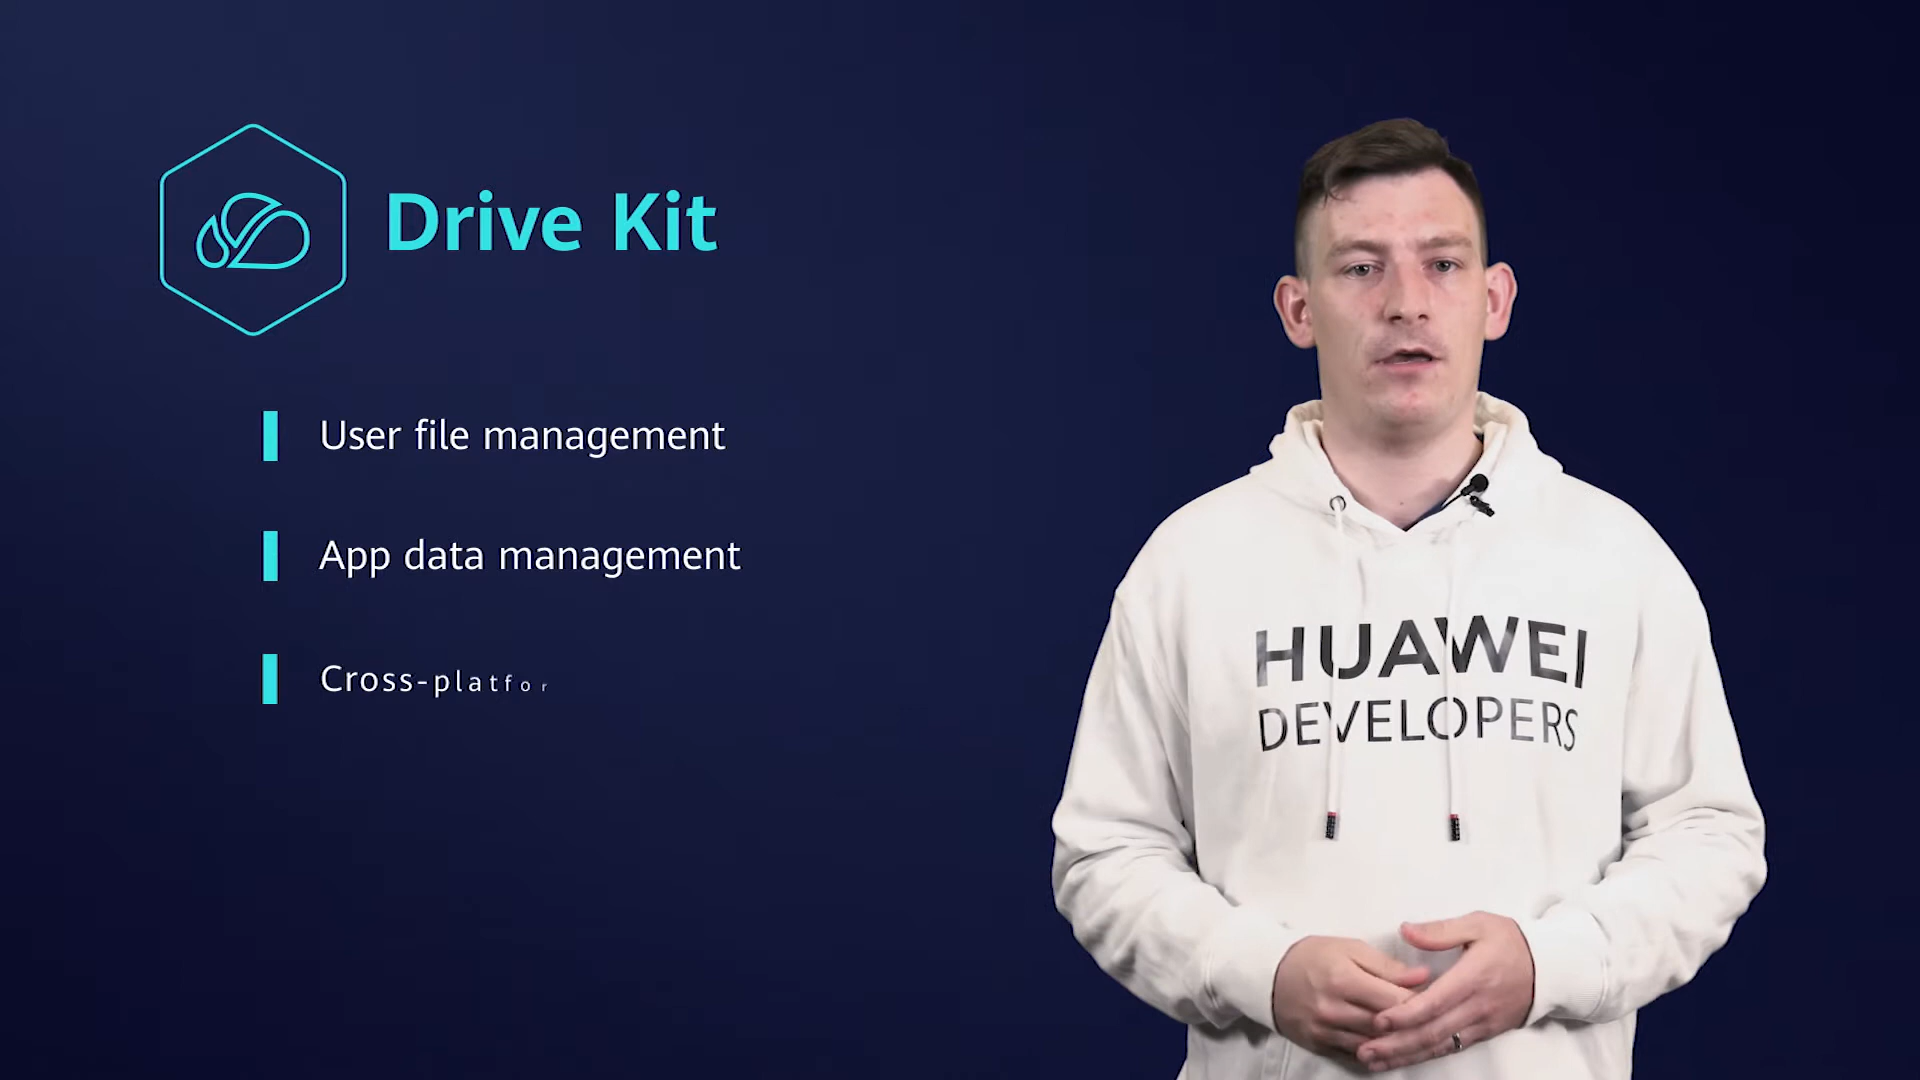 Drive Kit
User file management
App data management
Cross-platfor
HUAWEI
DEVELOPERS